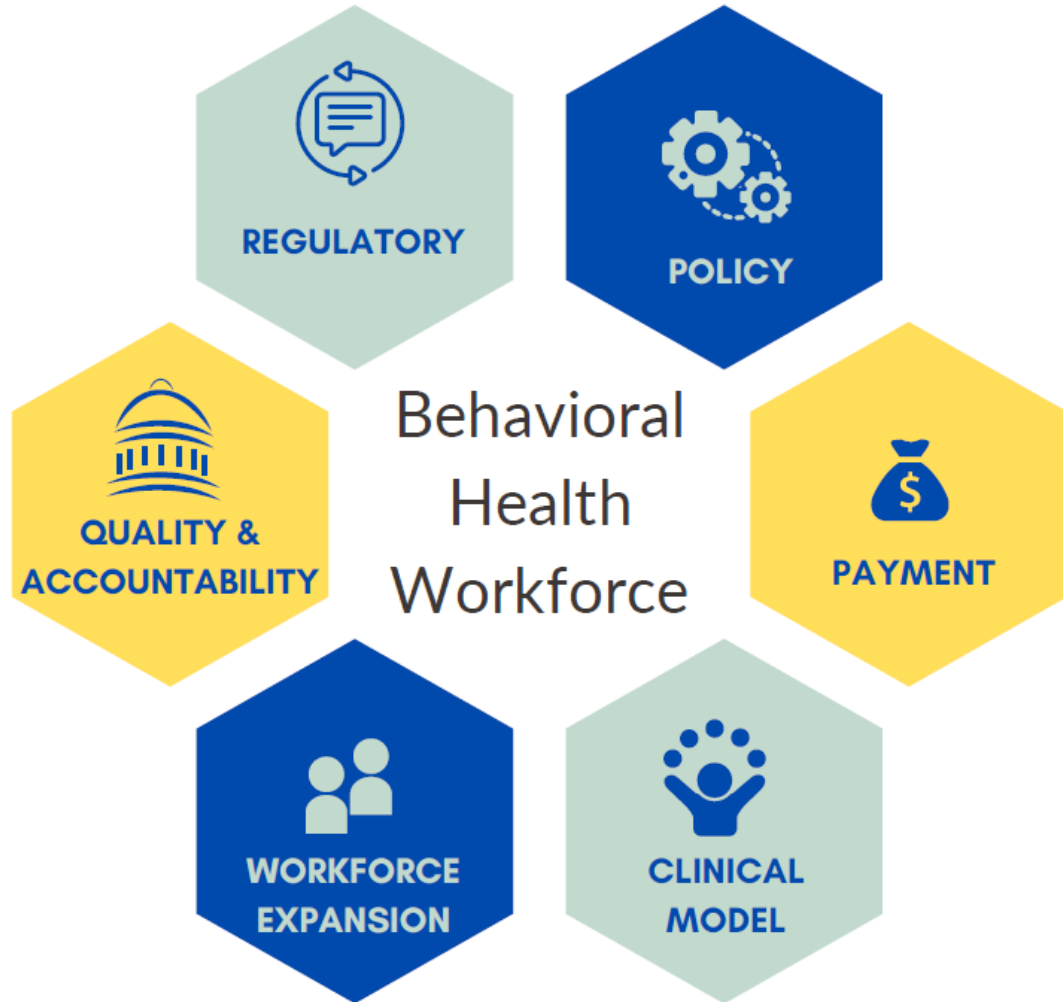 REGULATORY
POLICY
Behavioral
Health
Workforce
QUALITY &
ACCOUNTABILITY
$
PAYMENT
WORKFORCE
EXPANSION
CLINICAL
MODEL